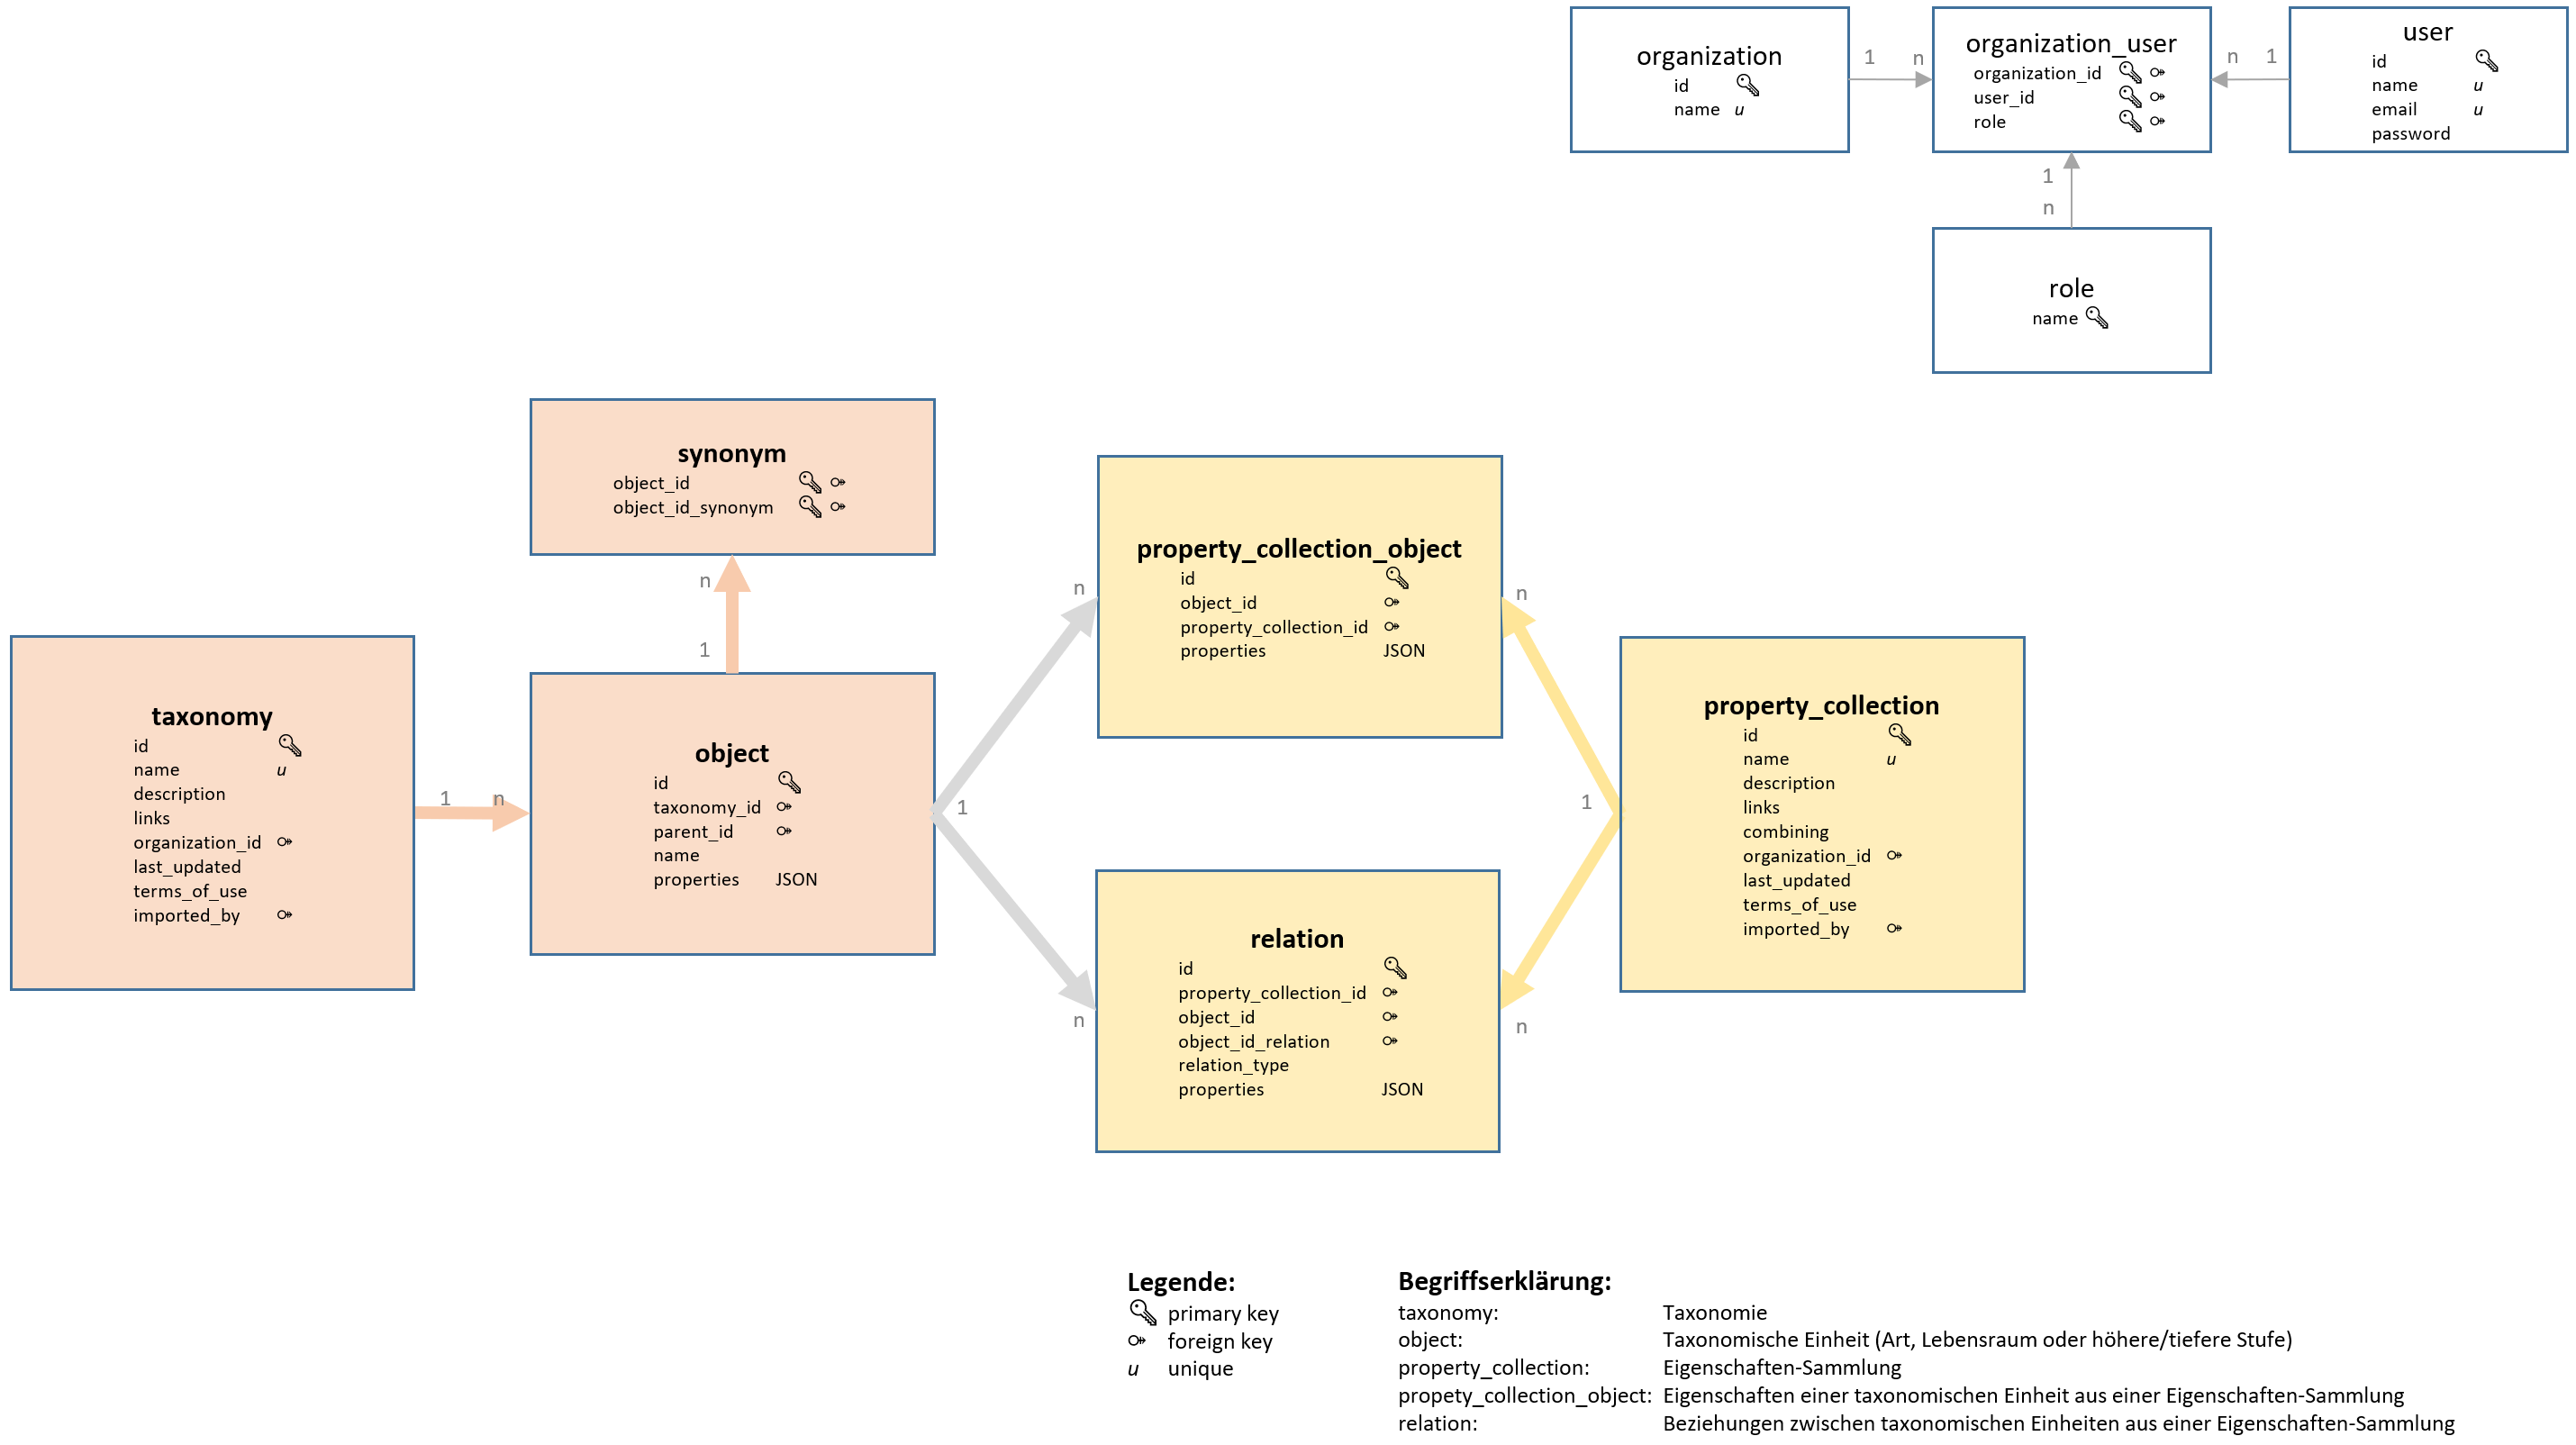 organization
id
name u
1 n
organization_user
organization_id
user_id
role
n 1
user
id
name u
email u
password
1
n
role
name
synonym
object_id
object_id_synonym
n
1
taxonomy
id
name u
description
links
organization_id
last_updated
terms_of_use
imported_by
1 n
object
id
taxonomy_id
parent_id
name
properties JSON
1
n
n
property_collection_object
id
object_id
property_collection_id
properties JSON
relation
id
property_collection_id
object_id
object_id_relation
relation_type
properties JSON
n
n
1
property_collection
id
name u
description
links
combining
organization_id
last_updated
terms_of_use
imported_by
Legende:
primary key
foreign key
u unique
Begriffserklärung:
taxonomy: Taxonomie
object: Taxonomische Einheit (Art, Lebensraum oder höhere/tiefere Stufe)
property_collection: Eigenschaften-Sammlung
propety_collection_object: Eigenschaften einer taxonomischen Einheit aus einer Eigenschaften-Sammlung
relation: Beziehungen zwischen taxonomischen Einheiten aus einer Eigenschaften-Sammlung